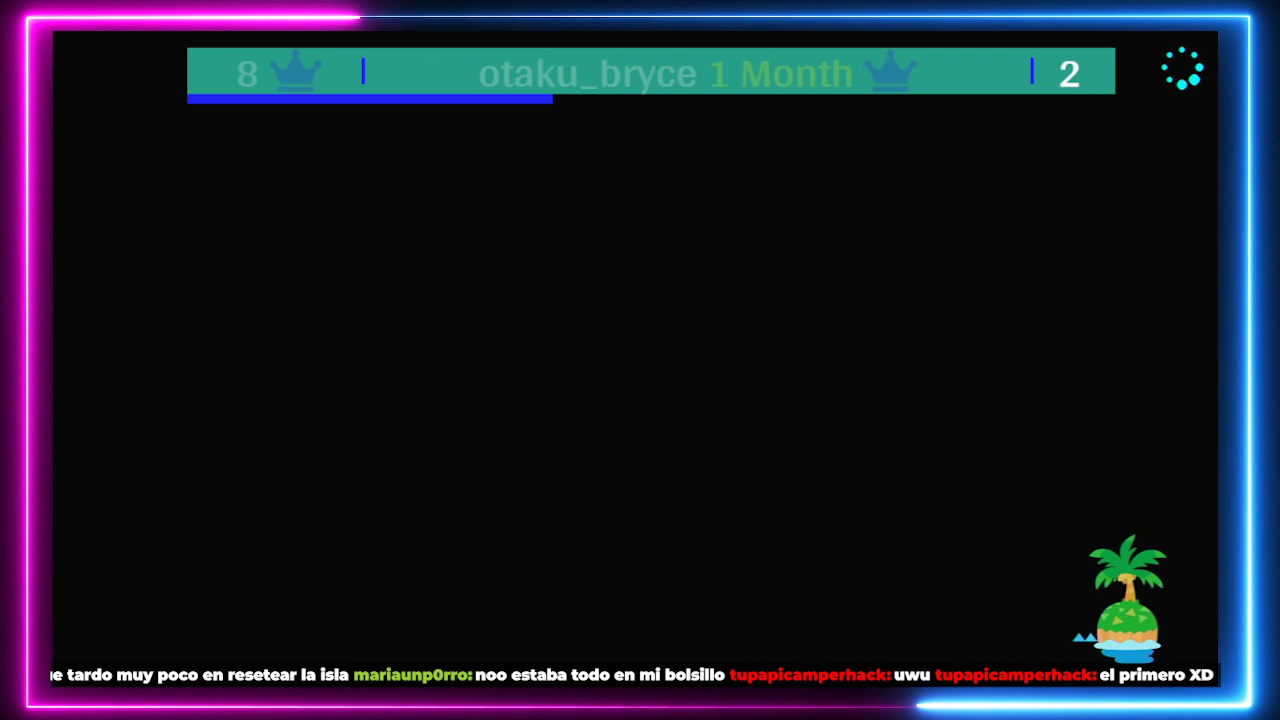 8 otaku_bryce 1 Month 2
ue tardo muy poco en resetear la isla mariaunp0rro: noo estaba todo en mi bolsillo tupapicamperhack: uwu tupapicamperhack: el primero XD